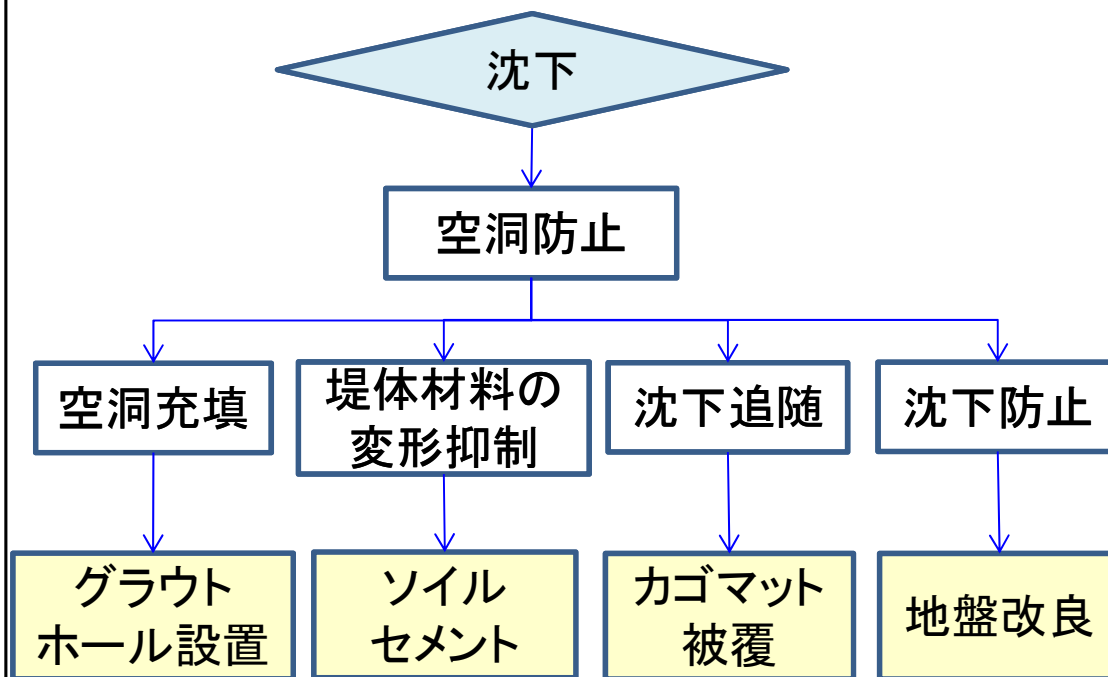 沈下
空洞防止
空洞充填
堤体材料の
変形抑制
沈下追随
沈下防止
グラウト
ホール設置
ソイル
セメント
カゴマット
被覆
地盤改良